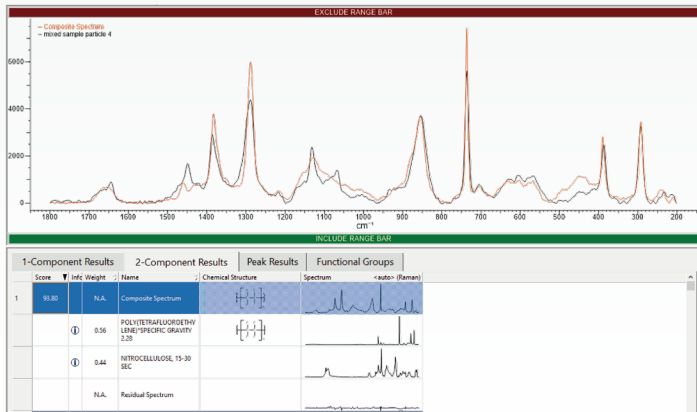 EXCLUDE RANGE BAR
Composite Spectrum
mixed sample particle 4
6000
4000
2000
0
1800 1700 1600 1500 1400 1300 1200 1100 1000 900 800 700 600 500 400 300 200
cm⁻¹
INCLUDE RANGE BAR
1-Component Results 2-Component Results Peak Results Functional Groups
Score Info Weight Name Chemical Structure Spectrum <auto> (Raman)
1 93.80 N.A. Composite Spectrum
0.56 POLY(TETRAFLUOROETHY
LENE)*SPECIFIC GRAVITY
2.28
0.44 NITROCELLULOSE, 15-30
SEC
N.A. Residual Spectrum